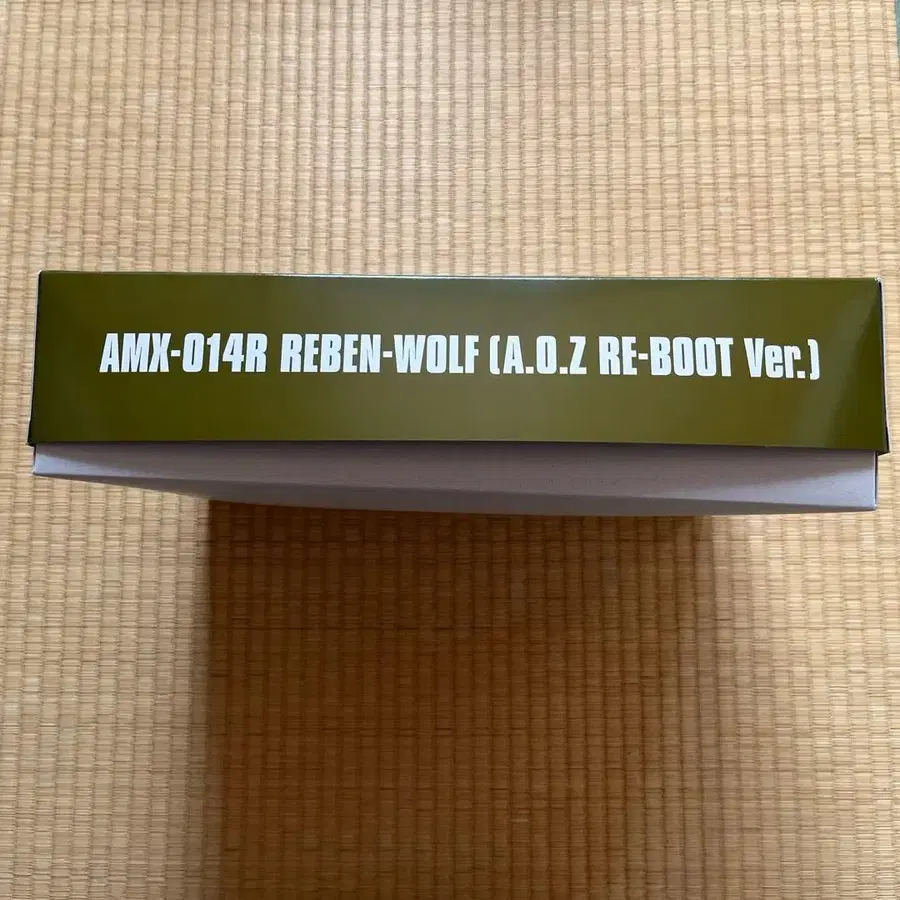 AMX-014R REBEN-WOLF (A.O.Z RE-BOOT Ver.)